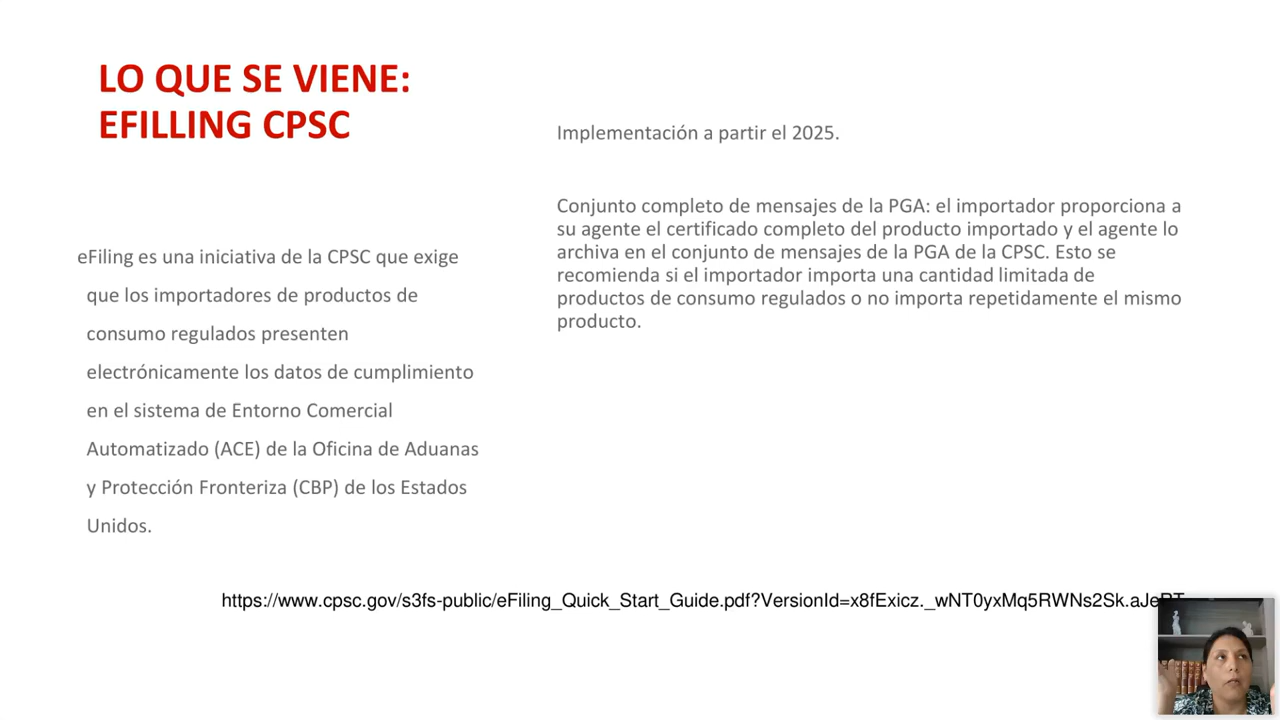 LO QUE SE VIENE:
EFILLING CPSC
eFiling es una iniciativa de la CPSC que exige
que los importadores de productos de
consumo regulados presenten
electrónicamente los datos de cumplimiento
en el sistema de Entorno Comercial
Automatizado (ACE) de la Oficina de Aduanas
y Protección Fronteriza (CBP) de los Estados
Unidos.
Implementación a partir el 2025.
Conjunto completo de mensajes de la PGA: el importador proporciona a
su agente el certificado completo del producto importado y el agente lo
archiva en el conjunto de mensajes de la PGA de la CPSC. Esto se
recomienda si el importador importa una cantidad limitada de
productos de consumo regulados o no importa repetidamente el mismo
producto.
https://www.cpsc.gov/s3fs-public/eFiling_Quick_Start_Guide.pdf?VersionId=x8fExicz._wNT0yxMq5RWNs2Sk.aJeRT